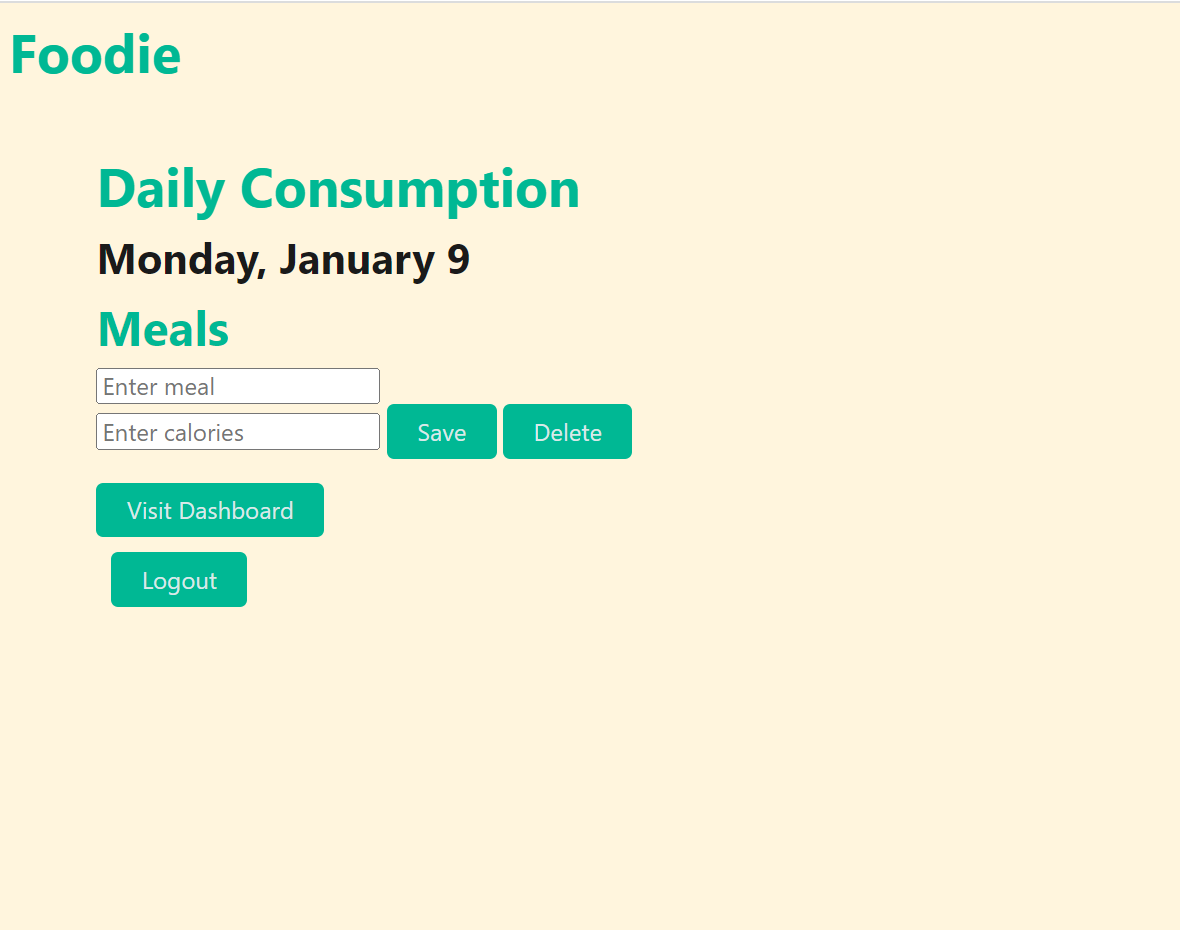 Foodie
Daily Consumption
Monday, January 9
Meals
Enter meal
Enter calories Save Delete
Visit Dashboard
Logout